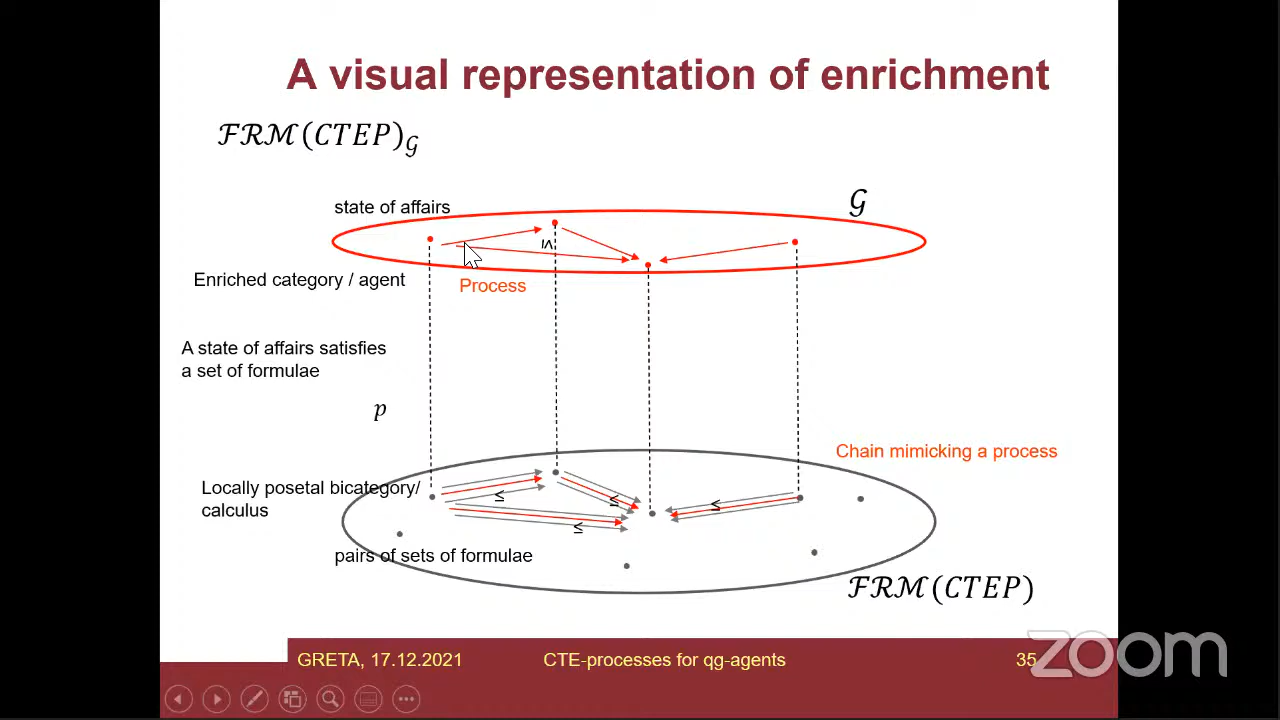 A visual representation of enrichment
ℱℛℳ(CTEP)𝒢
state of affairs
𝒢
≤
Enriched category / agent
Process
A state of affairs satisfies
a set of formulae
p
Chain mimicking a process
Locally posetal bicategory/
calculus
≤
≤
≤
≤
pairs of sets of formulae
ℱℛℳ(CTEP)
GRETA, 17.12.2021
CTE-processes for qg-agents
35
zoom